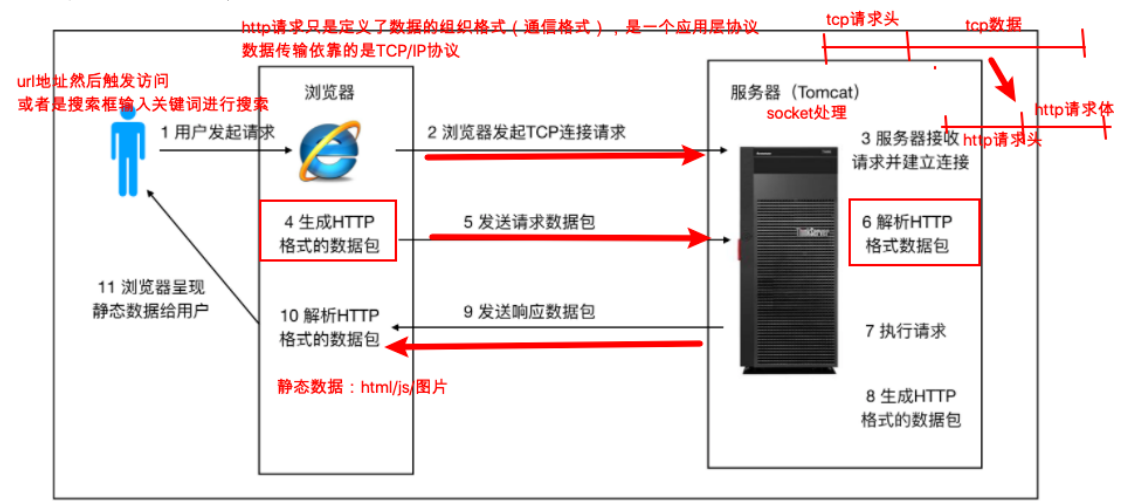 http请求只是定义了数据的组织格式（通信格式），是一个应用层协议
数据传输依靠的是TCP/IP协议
tcp请求头
tcp数据
url地址然后触发访问
或者是搜索框输入关键词进行搜索
浏览器
服务器（Tomcat）
socket处理
http请求体
http请求头
1 用户发起请求
2 浏览器发起TCP连接请求
3 服务器接收
请求并建立连接
4 生成HTTP
格式的数据包
5 发送请求数据包
6 解析HTTP
格式数据包
11 浏览器呈现
静态数据给用户
10 解析HTTP
格式的数据包
9 发送响应数据包
7 执行请求
静态数据：html/js/图片
8 生成HTTP
格式的数据包